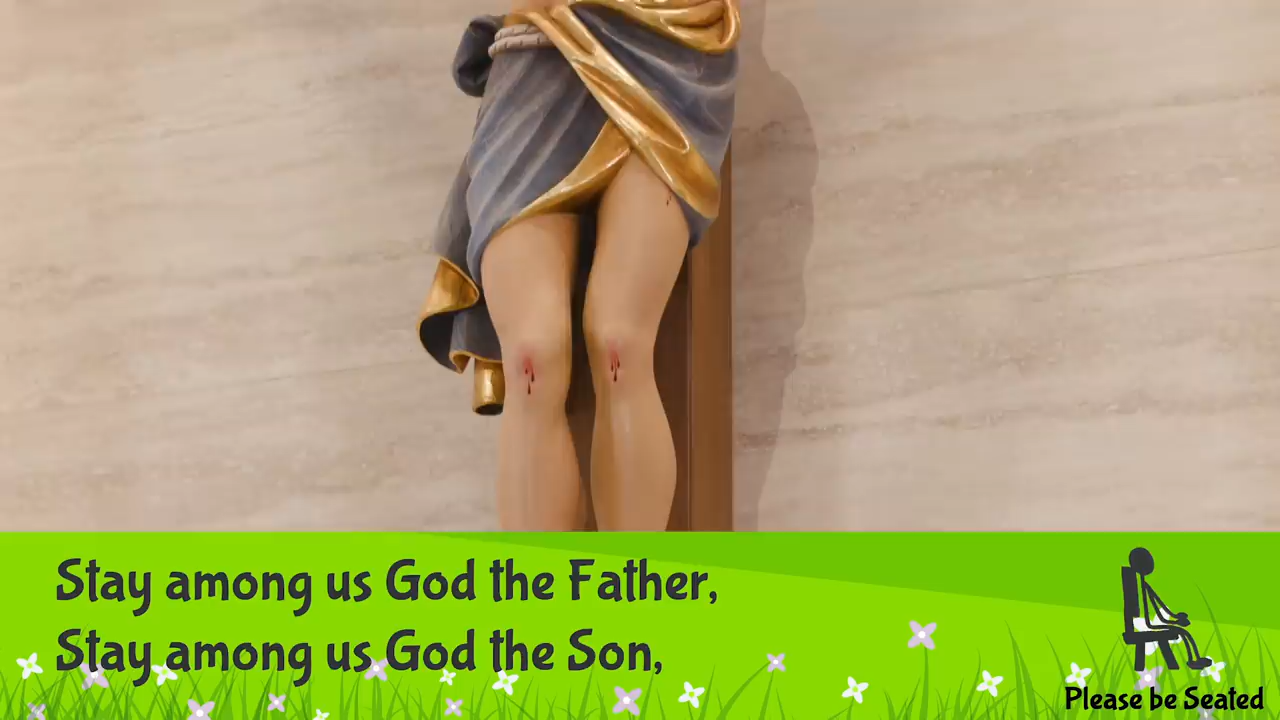 Stay among us God the Father,
Stay among us God the Son,
Please be Seated